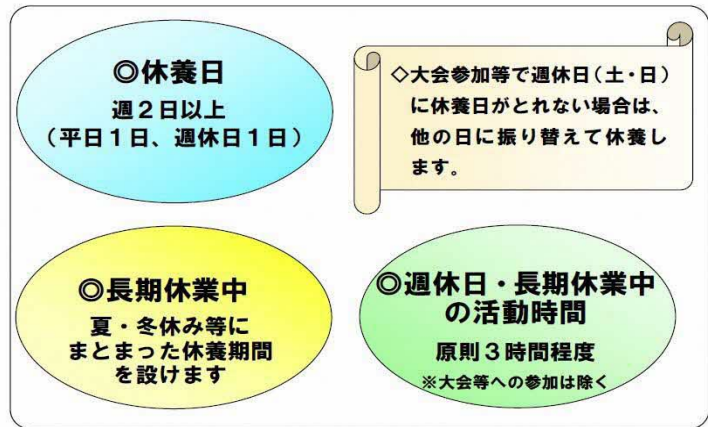 ◎休養日
週２日以上
（平日１日、週休日１日）
◇大会参加等で週休日（土・日）
に休養日がとれない場合は、
他の日に振り替えて休養し
ます。
◎長期休業中
夏・冬休み等に
まとまった休養期間
を設けます
◎週休日・長期休業中
の活動時間
原則３時間程度
※大会等への参加は除く